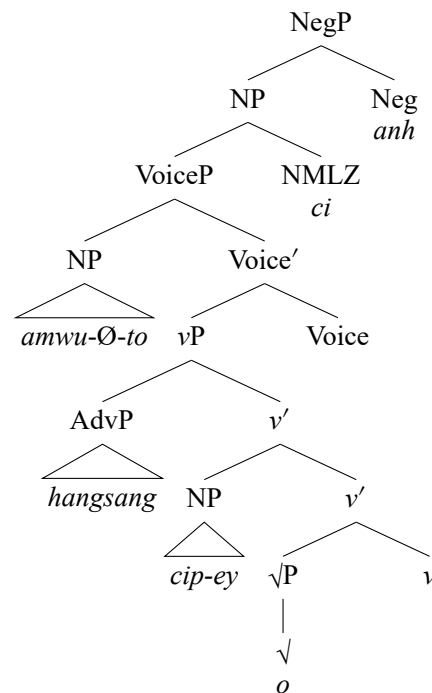 NegP
NP Neg
anh
VoiceP NMLZ
ci
NP Voice′
amwu-Ø-to vP Voice
AdvP v′
hangsang NP v′
cip-ey √P v
√
o